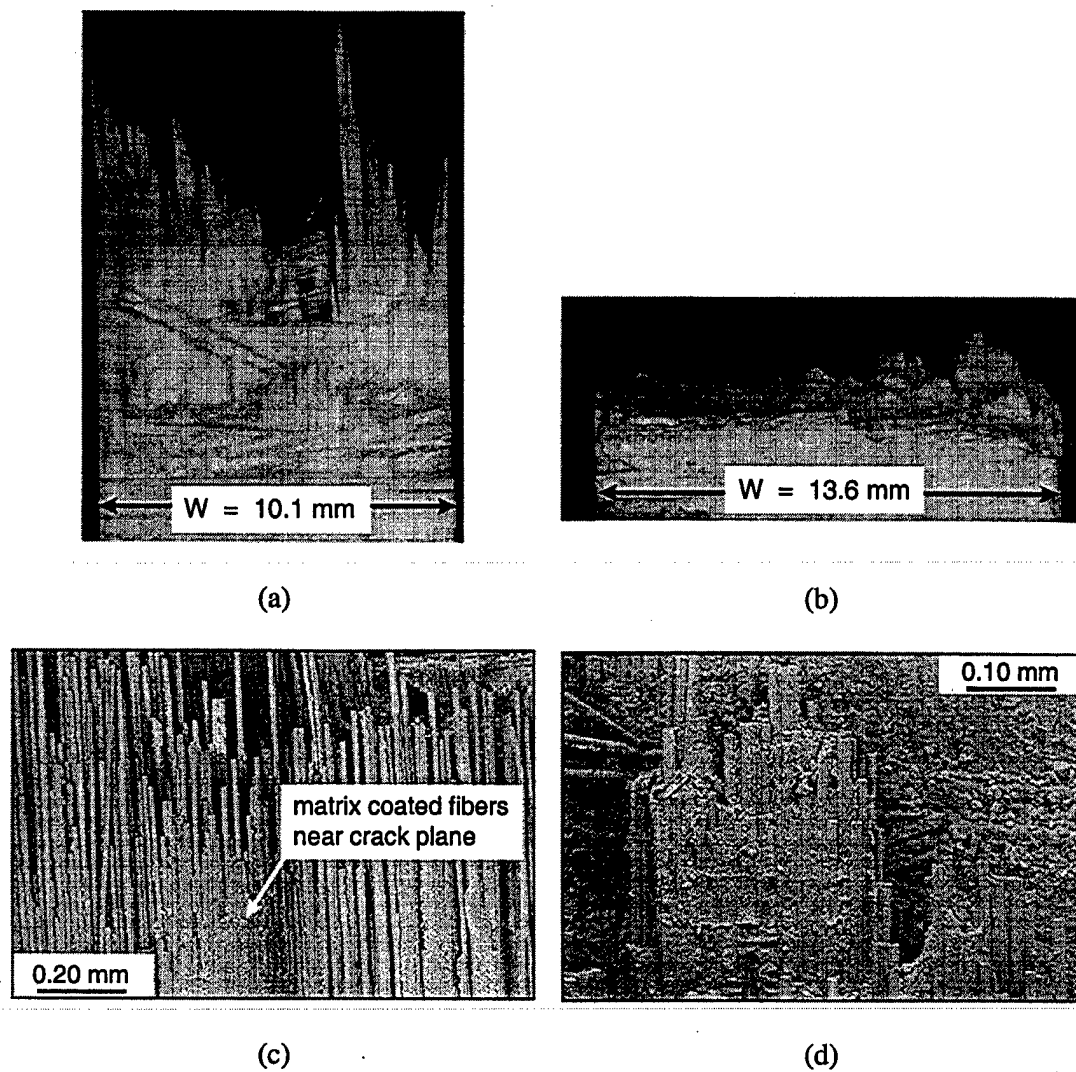 W = 10.1 mm
W = 13.6 mm
(a)
(b)
0.10 mm
matrix coated fibers
near crack plane
0.20 mm
(c)
(d)